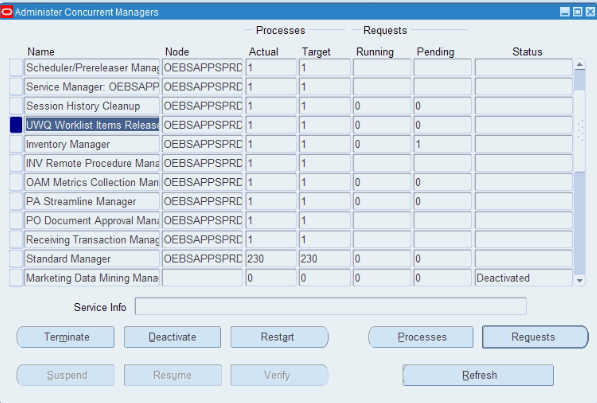 Administer Concurrent Managers
Processes Requests
Name Node Actual Target Running Pending Status
Scheduler/Prereleaser Manag OEBSAPPSPRD 1 1
Service Manager: OEBSAPP OEBSAPPSPRD 1 1
Session History Cleanup OEBSAPPSPRD 1 1 0 0
UWQ Worklist Items Release OEBSAPPSPRD 1 1 0 0
Inventory Manager OEBSAPPSPRD 1 1 0 1
INV Remote Procedure Mana OEBSAPPSPRD 1 1
OAM Metrics Collection Man OEBSAPPSPRD 1 1 0 0
PA Streamline Manager OEBSAPPSPRD 1 1 0 0
PO Document Approval Mana OEBSAPPSPRD 1 1
Receiving Transaction Manag OEBSAPPSPRD 1 1
Standard Manager OEBSAPPSPRD 230 230 0 0
Marketing Data Mining Mana 0 0 0 0 Deactivated
Service Info
Terminate Deactivate Restart Processes Requests
Suspend Resume Verify Refresh